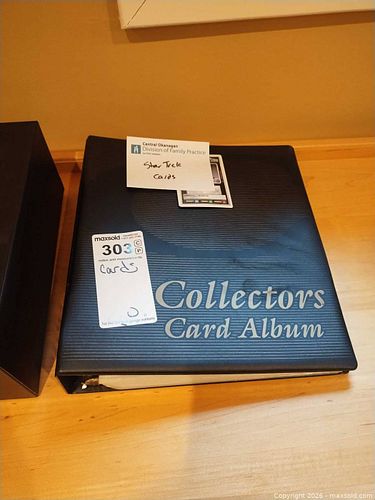 Central Okanagan
Division of Family Practice
Star Trek
Cards
maxsold
303
Cards
Collectors
Card Album
Copyright 2026 - maxsold.com